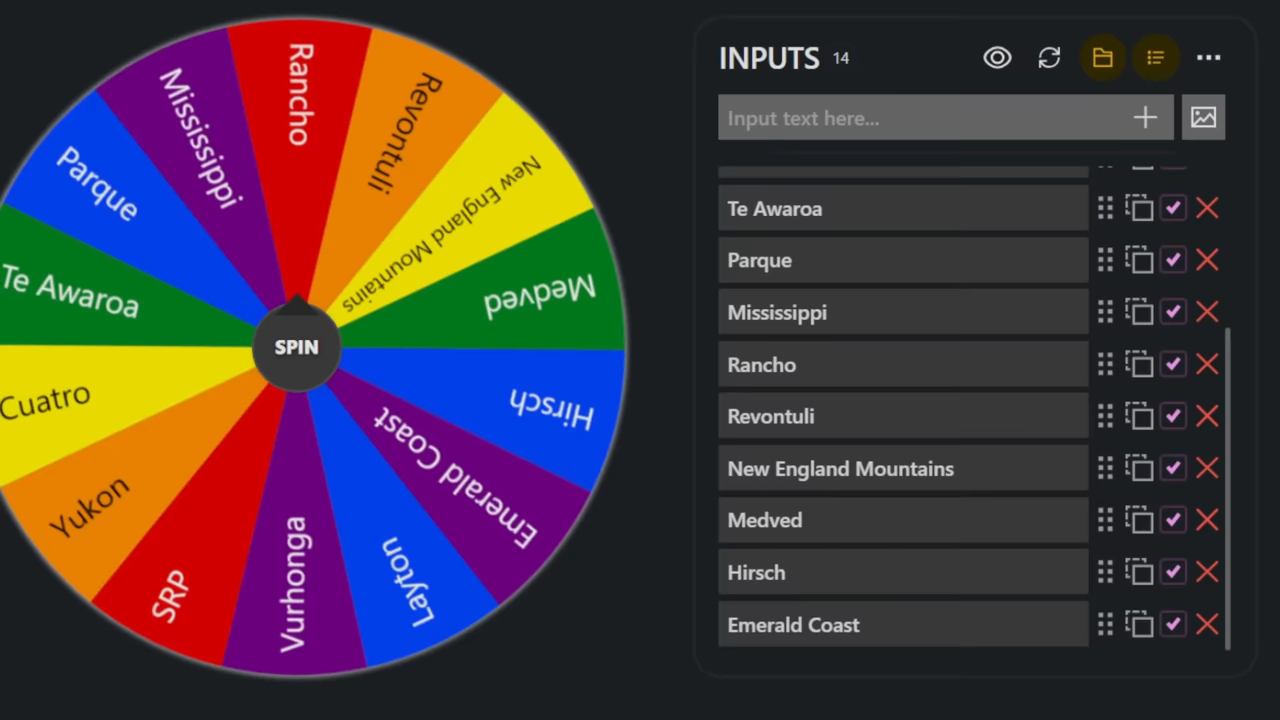 Rancho
Revontuli
New England Mountains
Medved
Hirsch
Emerald Coast
Layton
Vurhonga
SRP
Yukon
Cuatro
Te Awaroa
Parque
Mississippi
SPIN
INPUTS 14
Input text here...
Te Awaroa
Parque
Mississippi
Rancho
Revontuli
New England Mountains
Medved
Hirsch
Emerald Coast